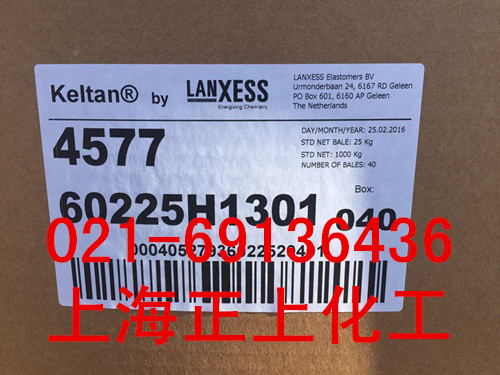 Keltan® by LANXESS
Energizing Chemistry
LANXESS Elastomers BV
Urmonderbaan 24, 6167 RD Geleen
PO Box 601, 6160 AP Geleen
The Netherlands
4577
DAY/MONTH/YEAR: 25.02.2016
STD NET BALE: 25 Kg
STD NET: 1000 Kg
NUMBER OF BALES: 40
Box:
60225H1301 040
021-69136436
上海正上化工